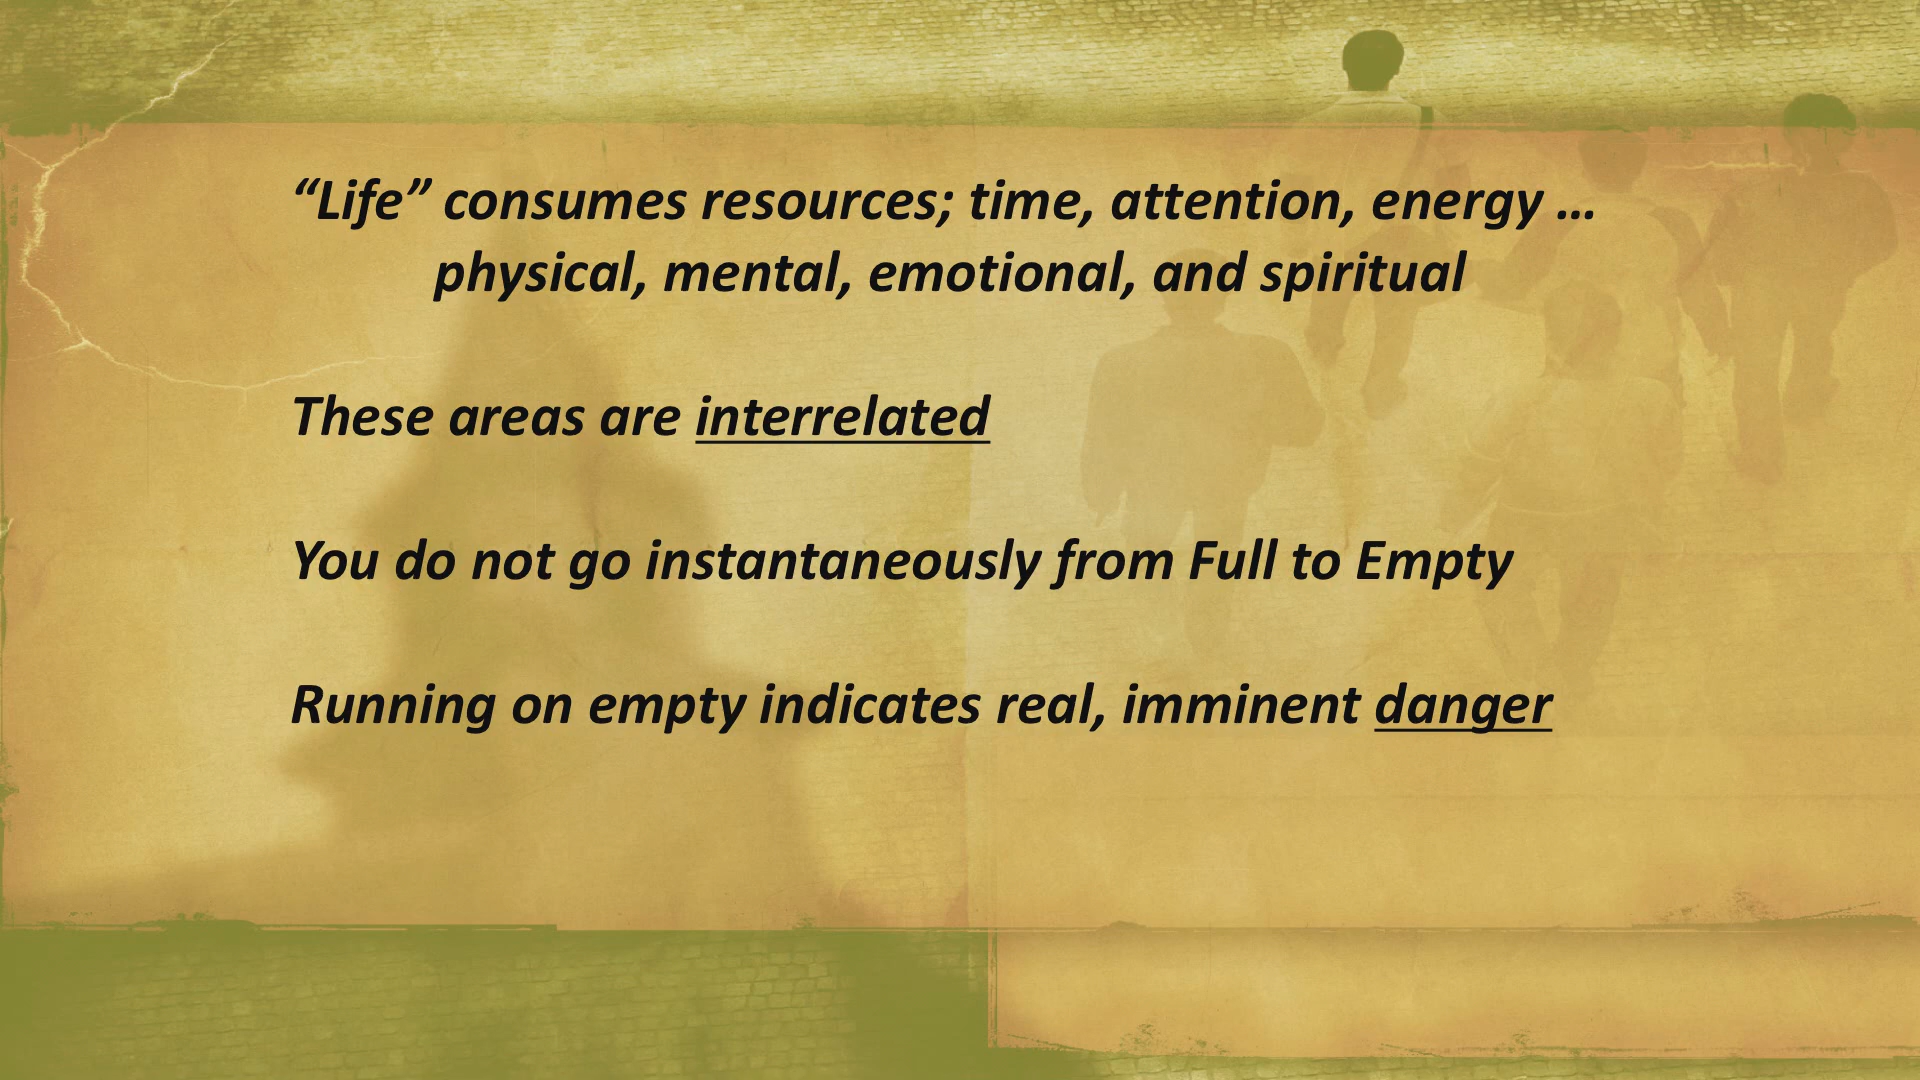 “Life” consumes resources; time, attention, energy …
physical, mental, emotional, and spiritual
These areas are interrelated
You do not go instantaneously from Full to Empty
Running on empty indicates real, imminent danger